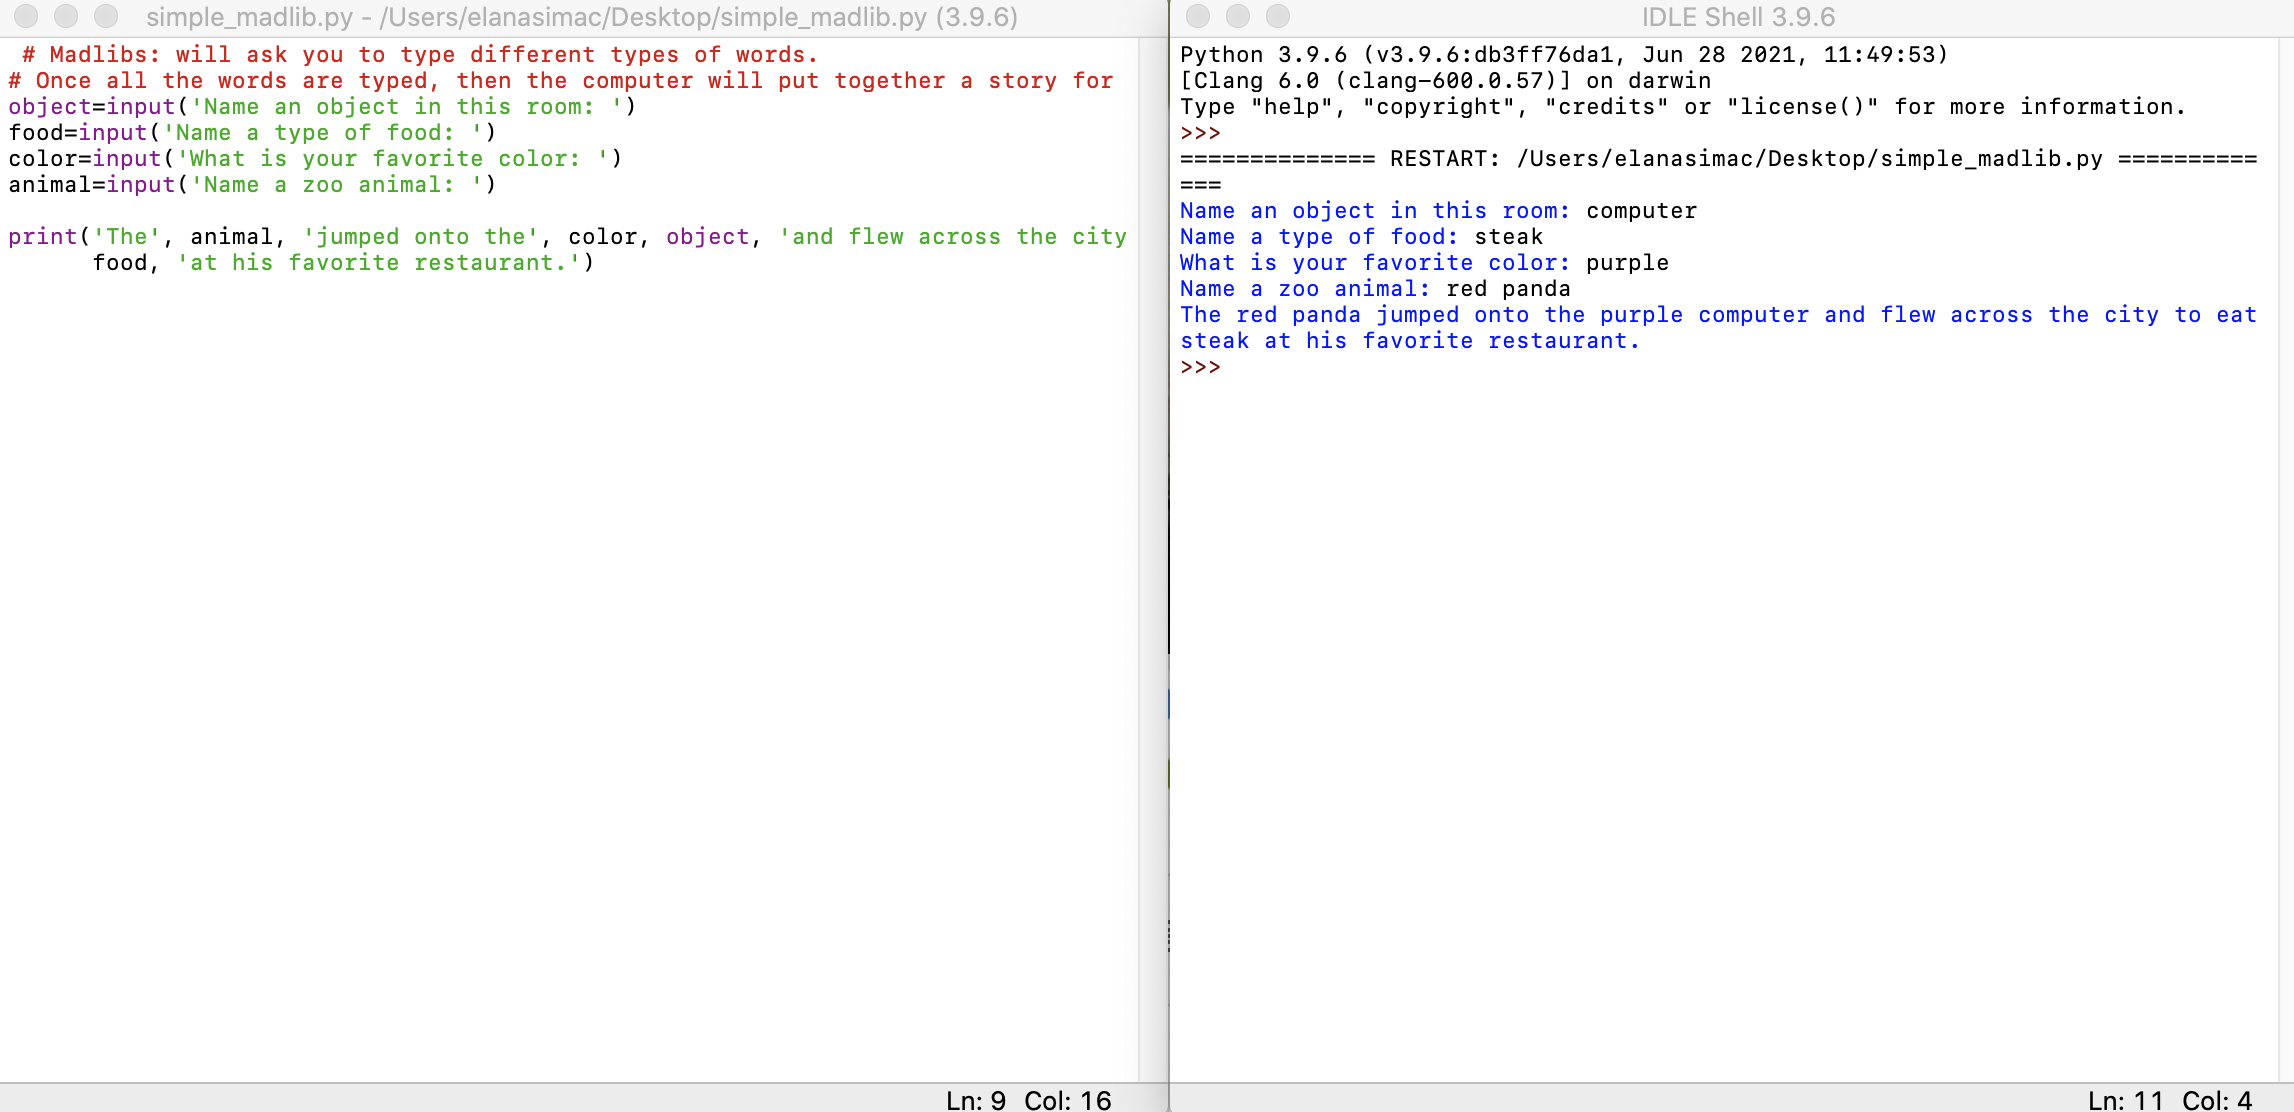 simple_madlib.py - /Users/elanasimac/Desktop/simple_madlib.py (3.9.6)
# Madlibs: will ask you to type different types of words.
# Once all the words are typed, then the computer will put together a story for
object=input('Name an object in this room: ')
food=input('Name a type of food: ')
color=input('What is your favorite color: ')
animal=input('Name a zoo animal: ')
print('The', animal, 'jumped onto the', color, object, 'and flew across the city
food, 'at his favorite restaurant.')
Ln: 9 Col: 16
IDLE Shell 3.9.6
Python 3.9.6 (v3.9.6:db3ff76da1, Jun 28 2021, 11:49:53)
[Clang 6.0 (clang-600.0.57)] on darwin
Type "help", "copyright", "credits" or "license()" for more information.
>>>
============== RESTART: /Users/elanasimac/Desktop/simple_madlib.py ==========
===
Name an object in this room: computer
Name a type of food: steak
What is your favorite color: purple
Name a zoo animal: red panda
The red panda jumped onto the purple computer and flew across the city to eat
steak at his favorite restaurant.
>>>
Ln: 11 Col: 4